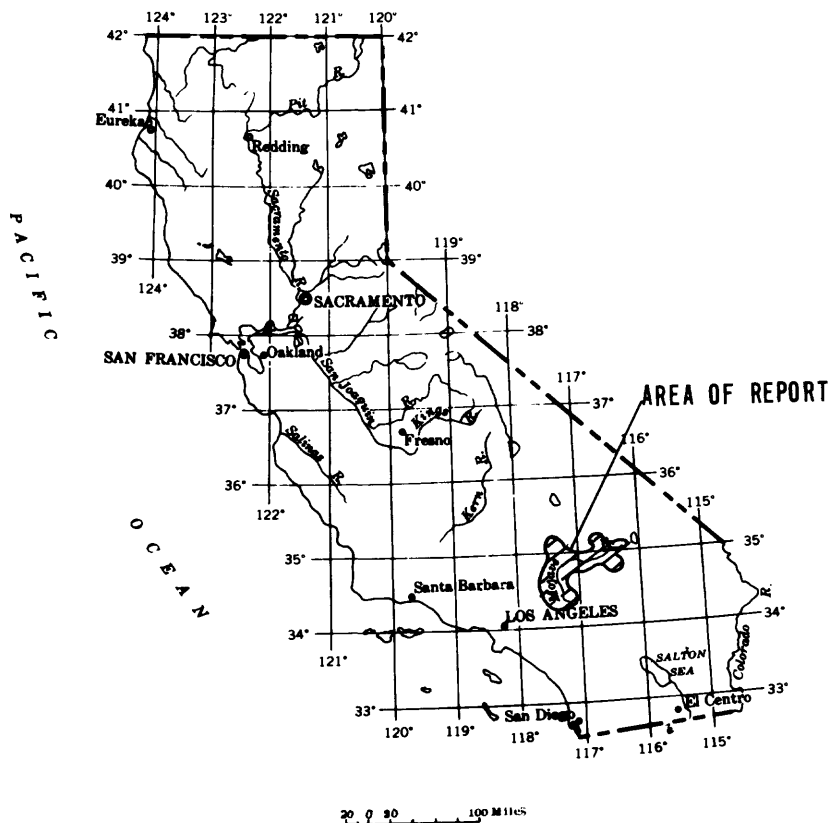 124° 123° 122° 121° 120°
42° 42°
R.
Pit
41° 41°
Eureka
Redding
40° 40°
Sacramento
R.
119°
39° 39°
124°
SACRAMENTO
118°
38° 38°
SAN FRANCISCO
Oakland
San Joaquin
R.
117°
AREA OF REPORT
37° 37°
Kings
R.
Fresno
Salinas
R.
116°
36° 36°
122°
Kern
R.
115°
35° 35°
Mojave
Santa Barbara
LOS ANGELES
34° 34°
121°
Colorado
R.
SALTON
SEA
33° 33°
El Centro
San Diego
120° 119° 118° 117° 116° 115°
PACIFIC
OCEAN
20 0 20 100 Miles